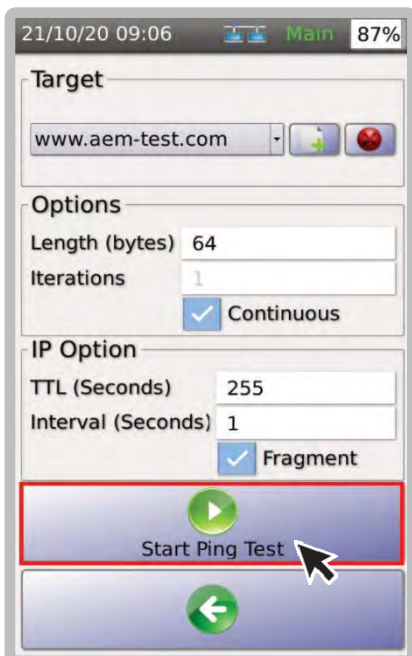 21/10/20 09:06 Main 87%
Target
www.aem-test.com
Options
Length (bytes) 64
Iterations 1
Continuous
IP Option
TTL (Seconds) 255
Interval (Seconds) 1
Fragment
Start Ping Test